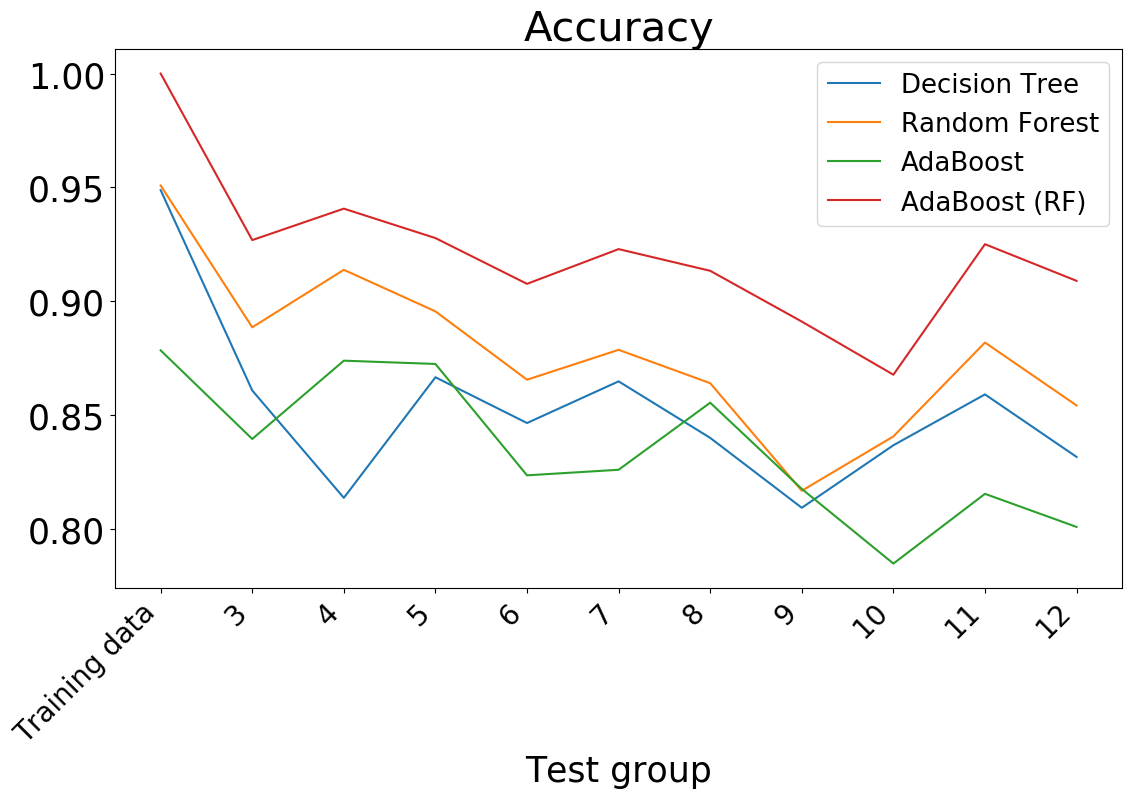 Accuracy
1.00
0.95
0.90
0.85
0.80
Decision Tree
Random Forest
AdaBoost
AdaBoost (RF)
Training data
3
4
5
6
7
8
9
10
11
12
Test group